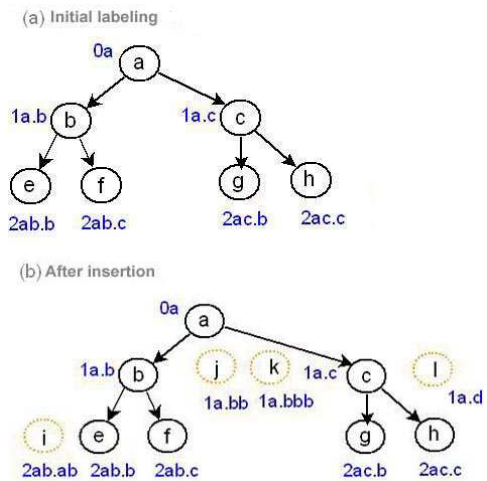 (a) Initial labeling
0a
a
1a.b
b
1a.c
c
e
f
g
h
2ab.b
2ab.c
2ac.b
2ac.c
(b) After insertion
0a
a
1a.b
b
j
k
1a.c
c
l
1a.bb
1a.bbb
1a.d
i
e
f
g
h
2ab.ab
2ab.b
2ab.c
2ac.b
2ac.c